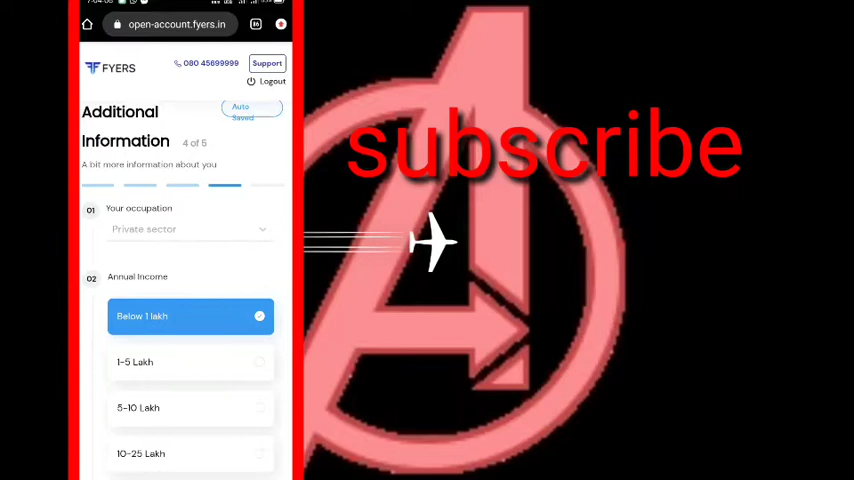 open-account.fyers.in
FYERS
080 45699999
Support
Logout
Additional
Information
4 of 5
Auto
Saved
A bit more information about you
01
Your occupation
Private sector
02
Annual Income
Below 1 lakh
1-5 Lakh
5-10 Lakh
10-25 Lakh
subscribe